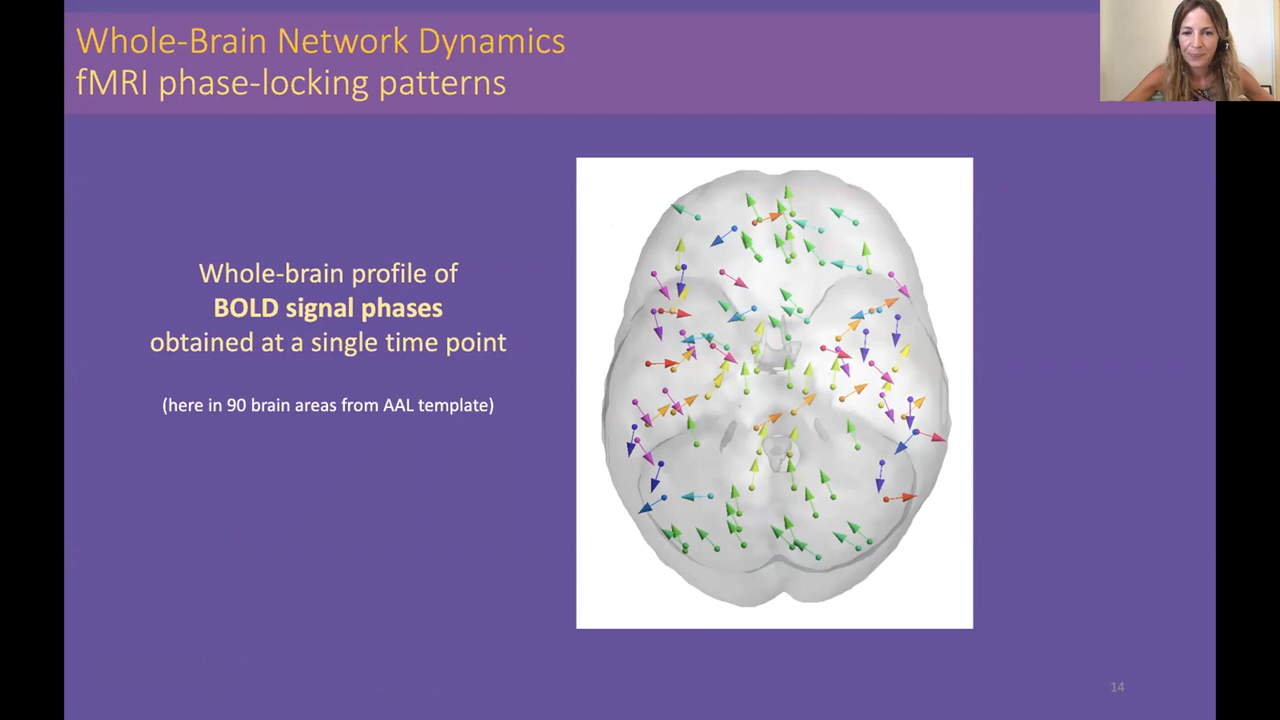 Whole-Brain Network Dynamics
fMRI phase-locking patterns
Whole-brain profile of
BOLD signal phases
obtained at a single time point
(here in 90 brain areas from AAL template)
14